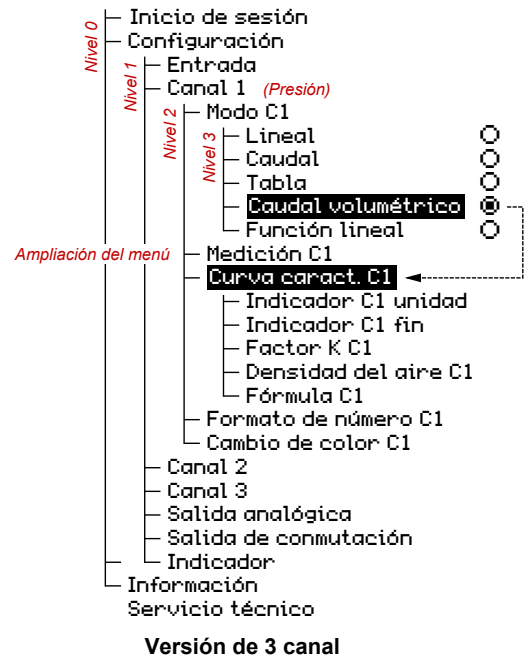 Nivel 0
Inicio de sesión
Configuración
Nivel 1
Entrada
Canal 1 (Presión)
Nivel 2
Modo C1
Nivel 3
Lineal
Caudal
Tabla
Caudal volumétrico
Función lineal
Ampliación del menú
Medición C1
Curva caract. C1
Indicador C1 unidad
Indicador C1 fin
Factor K C1
Densidad del aire C1
Fórmula C1
Formato de número C1
Cambio de color C1
Canal 2
Canal 3
Salida analógica
Salida de conmutación
Indicador
Información
Servicio técnico
Versión de 3 canal